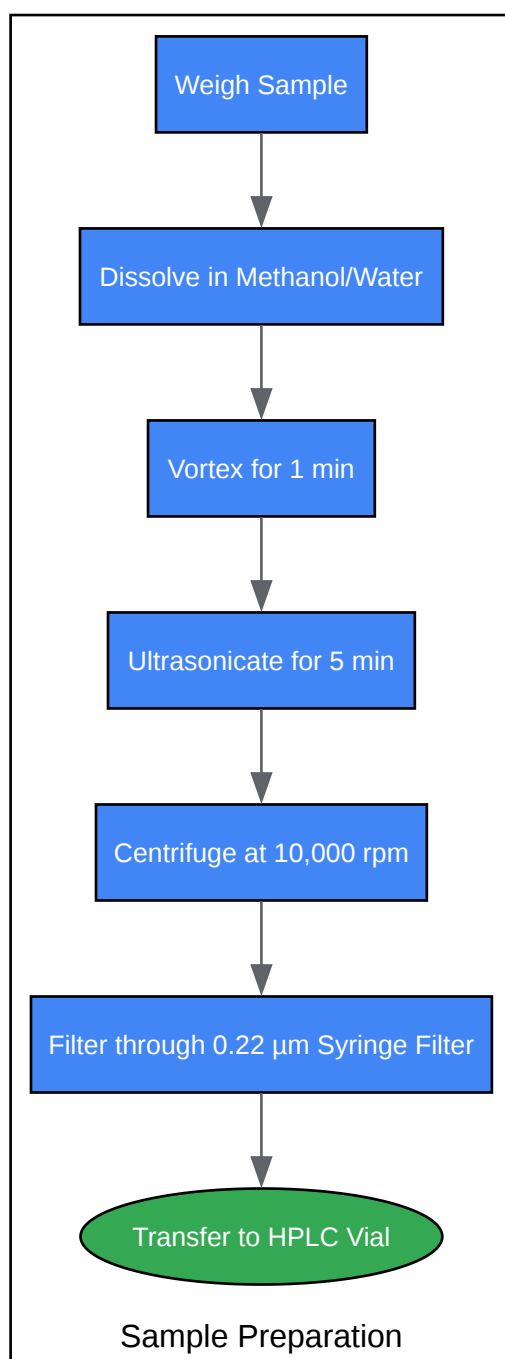 Weigh Sample
Dissolve in Methanol/Water
Vortex for 1 min
Ultrasonicate for 5 min
Centrifuge at 10,000 rpm
Filter through 0.22 µm Syringe Filter
Transfer to HPLC Vial
Sample Preparation